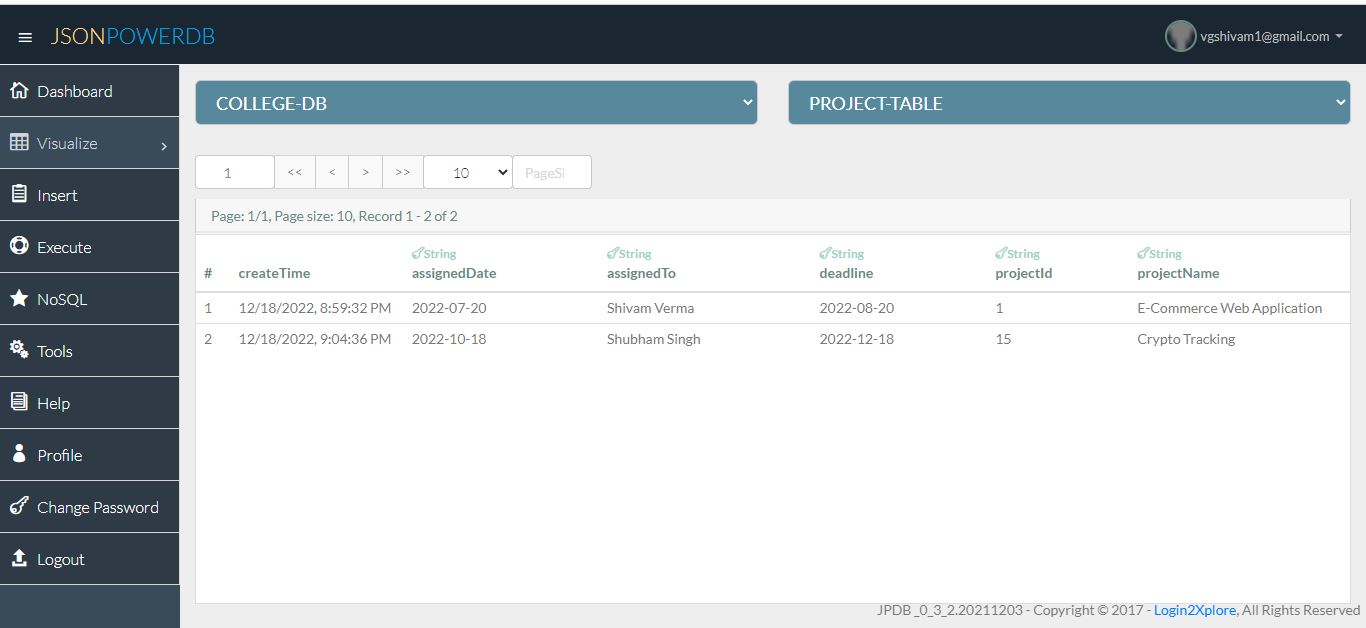 JSONPOWERDB
vgshivam1@gmail.com
Dashboard
Visualize
Insert
Execute
NoSQL
Tools
Help
Profile
Change Password
Logout
COLLEGE-DB PROJECT-TABLE
1 << < > >> 10 PageSi
Page: 1/1, Page size: 10, Record 1 - 2 of 2
String String String String String
# createTime assignedDate assignedTo deadline projectId projectName
1 12/18/2022, 8:59:32 PM 2022-07-20 Shivam Verma 2022-08-20 1 E-Commerce Web Application
2 12/18/2022, 9:04:36 PM 2022-10-18 Shubham Singh 2022-12-18 15 Crypto Tracking
JPDB_0_3_2.20211203 - Copyright © 2017 - Login2Xplore, All Rights Reserved